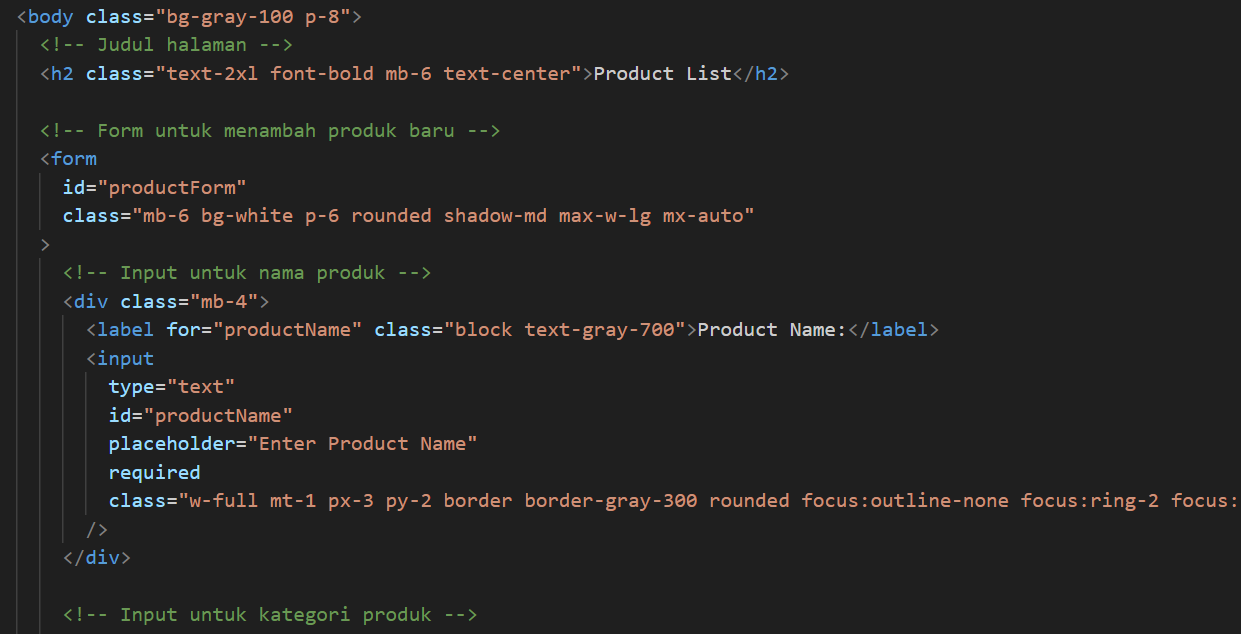 <body class="bg-gray-100 p-8">
<!-- Judul halaman -->
<h2 class="text-2xl font-bold mb-6 text-center">Product List</h2>
<!-- Form untuk menambah produk baru -->
<form
id="productForm"
class="mb-6 bg-white p-6 rounded shadow-md max-w-lg mx-auto"
>
<!-- Input untuk nama produk -->
<div class="mb-4">
<label for="productName" class="block text-gray-700">Product Name:</label>
<input
type="text"
id="productName"
placeholder="Enter Product Name"
required
class="w-full mt-1 px-3 py-2 border border-gray-300 rounded focus:outline-none focus:ring-2 focus:
/>
</div>
<!-- Input untuk kategori produk -->